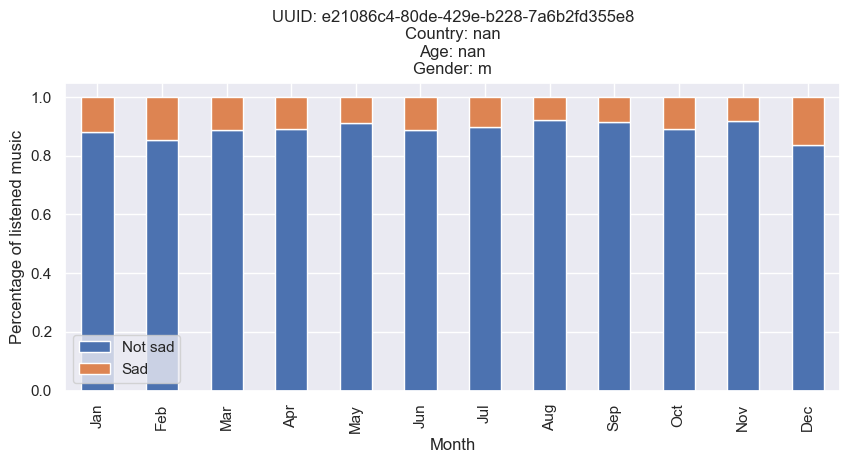 UUID: e21086c4-80de-429e-b228-7a6b2fd355e8
Country: nan
Age: nan
Gender: m
Percentage of listened music
1.0
0.8
0.6
0.4
0.2
0.0
Not sad
Sad
Jan
Feb
Mar
Apr
May
Jun
Jul
Aug
Sep
Oct
Nov
Dec
Month